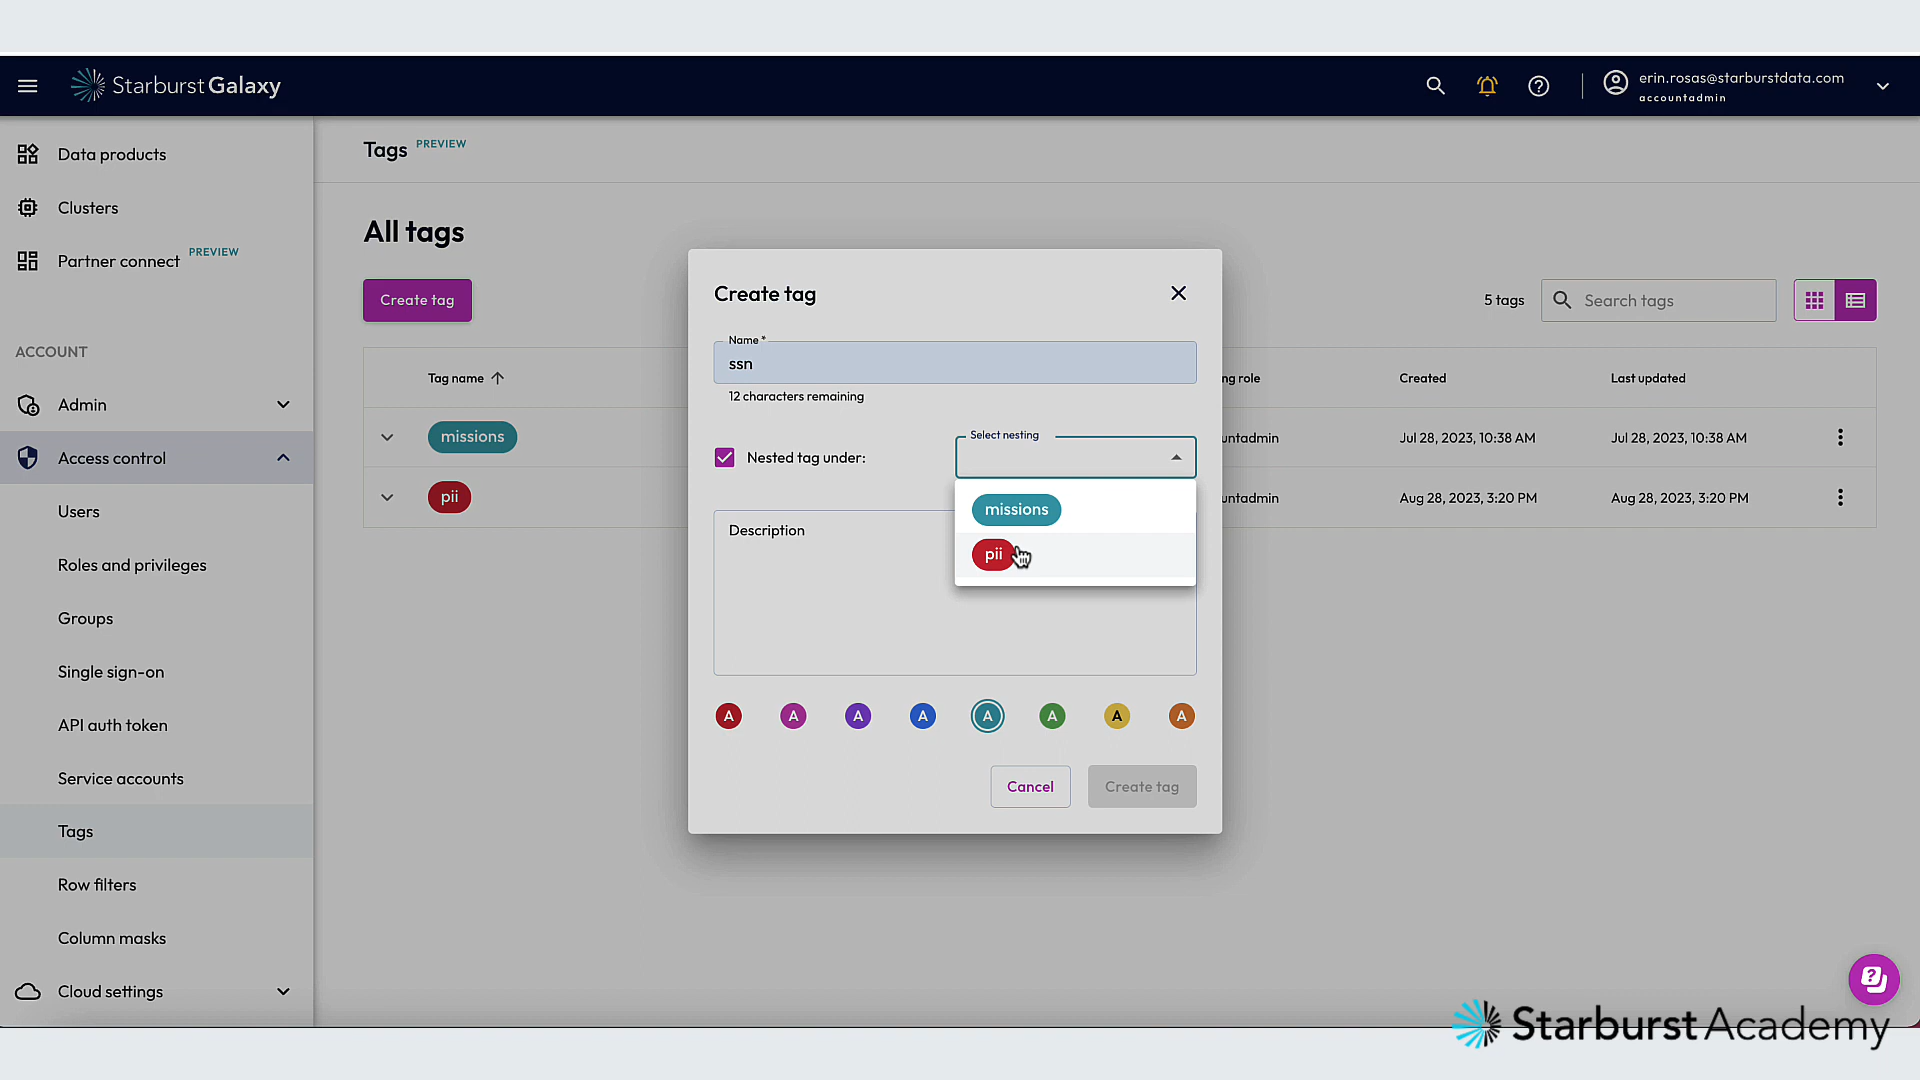 Starburst Galaxy
erin.rosas@starburstdata.com
accountadmin
Data products
Clusters
Partner connect PREVIEW
ACCOUNT
Admin
Access control
Users
Roles and privileges
Groups
Single sign-on
API auth token
Service accounts
Tags
Row filters
Column masks
Cloud settings
Tags PREVIEW
All tags
Create tag
5 tags
Search tags
Tag name
ng role
Created
Last updated
missions
untadmin
Jul 28, 2023, 10:38 AM
Jul 28, 2023, 10:38 AM
pii
untadmin
Aug 28, 2023, 3:20 PM
Aug 28, 2023, 3:20 PM
Create tag
Name *
ssn
12 characters remaining
Nested tag under:
Select nesting
missions
pii
Description
A A A A A A A A
Cancel
Create tag
Starburst Academy